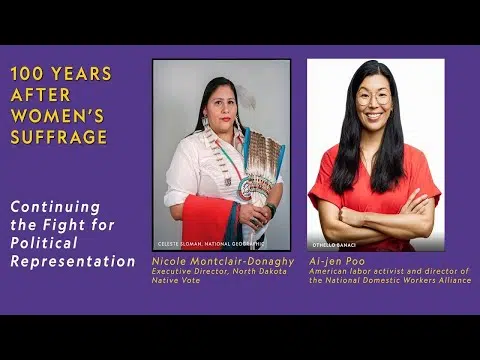 100 YEARS
AFTER
WOMEN'S
SUFFRAGE
Continuing
the Fight for
Political
Representation
CELESTE SLOMAN, NATIONAL GEOGRAPHIC
Nicole Montclair-Donaghy
Executive Director, North Dakota
Native Vote
OTHELLO BANACI
Ai-jen Poo
American labor activist and director of
the National Domestic Workers Alliance